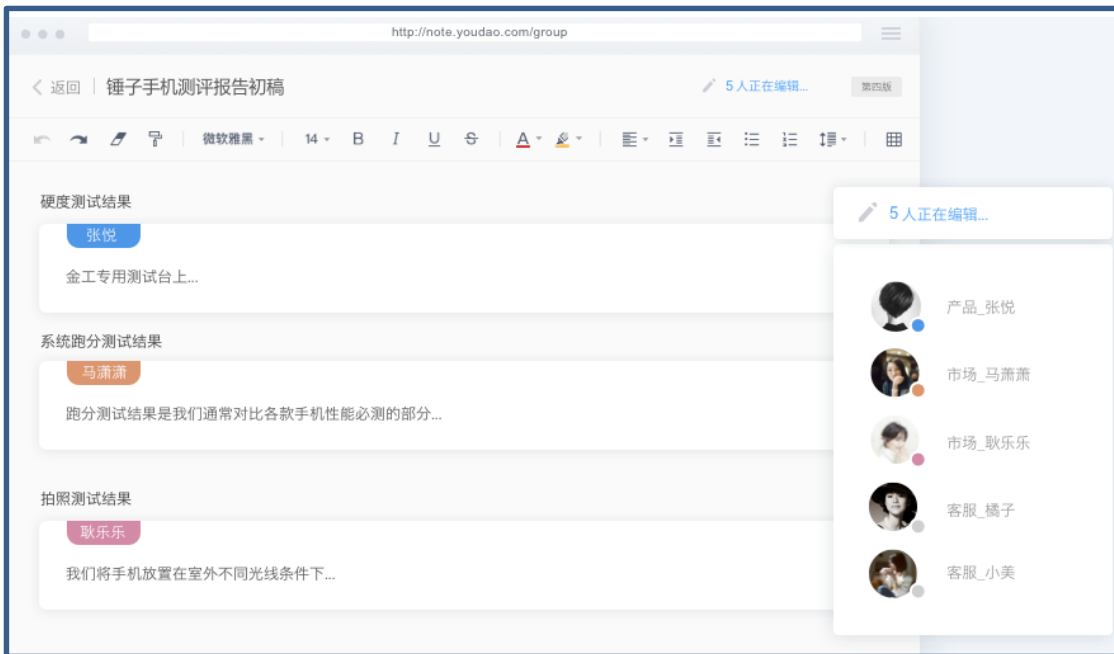 http://note.youdao.com/group
返回 锤子手机测评报告初稿 5 人正在编辑... 第四版
微软雅黑 14 B I U S A
硬度测试结果
张悦
金工专用测试台上...
系统跑分测试结果
马潇潇
跑分测试结果是我们通常对比各款手机性能必测的部分...
拍照测试结果
耿乐乐
我们将手机放置在室外不同光线条件下...
5 人正在编辑...
产品_张悦
市场_马萧萧
市场_耿乐乐
客服_橘子
客服_小美